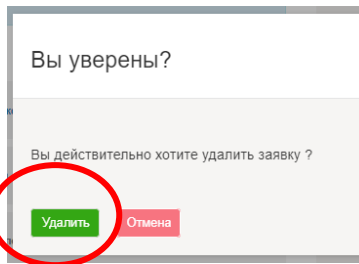 Вы уверены?
Вы действительно хотите удалить заявку ?
Удалить Отмена